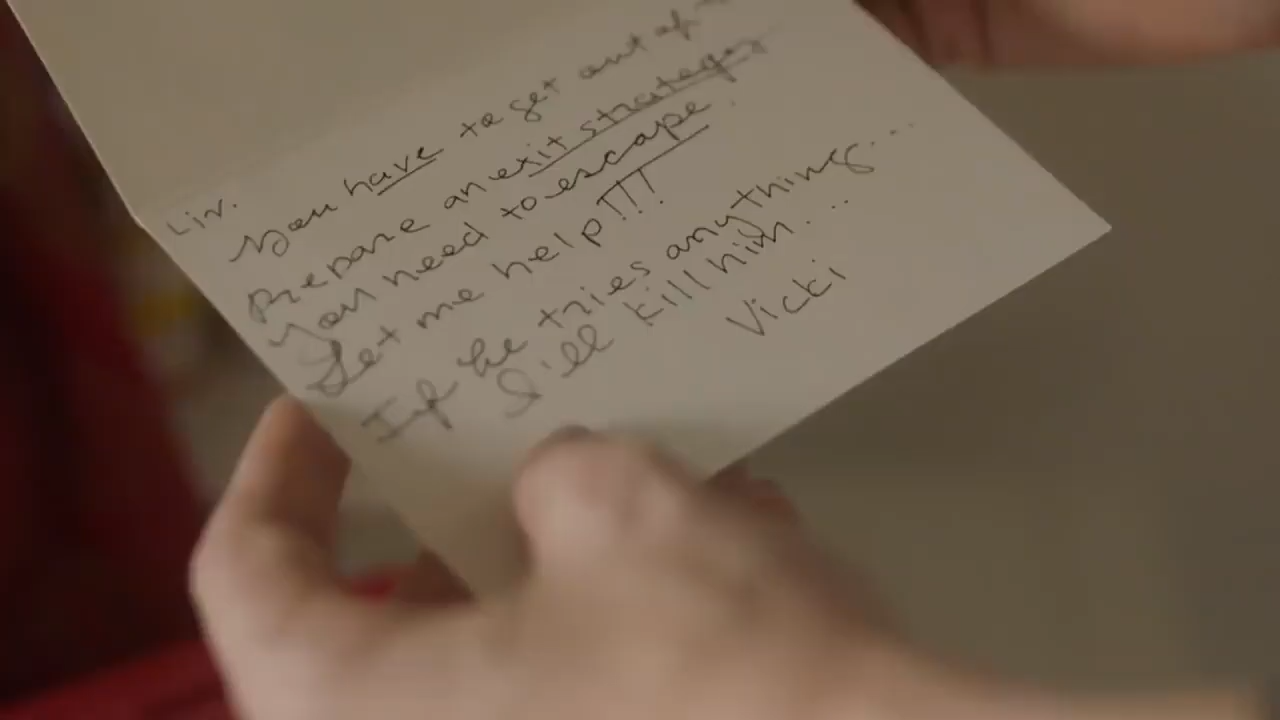 Liv.
You have to get out of
Prepare an exit strategy
You need to escape.
Let me help!!!
If he tries anything...
I'll kill him...
Vicki